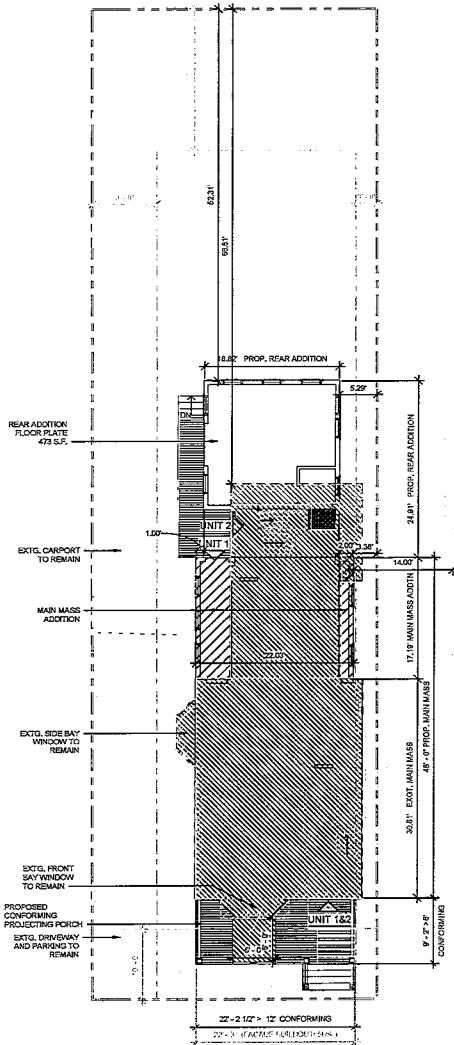 62.31'
66.81'
18.82' PROP. REAR ADDITION
5.29'
DN
REAR ADDITION
FLOOR PLATE
473 S.F.
24.91' PROP. REAR ADDITION
UNIT 2
UNIT 1
1.00'
EXTG. CARPORT
TO REMAIN
14.00'
MAIN MASS
ADDITION
17.19' MAIN MASS ADDTN
22.03'
48' - 0" PROP. MAIN MASS
EXTG. SIDE BAY
WINDOW TO
REMAIN
30.81' EXGT. MAIN MASS
EXTG. FRONT
BAY WINDOW
TO REMAIN
PROPOSED
CONFORMING
PROJECTING PORCH
UNIT 1&2
EXTG. DRIVEWAY
AND PARKING TO
REMAIN
9' - 2" > 8'
CONFORMING
22' - 2 1/2" > 12' CONFORMING